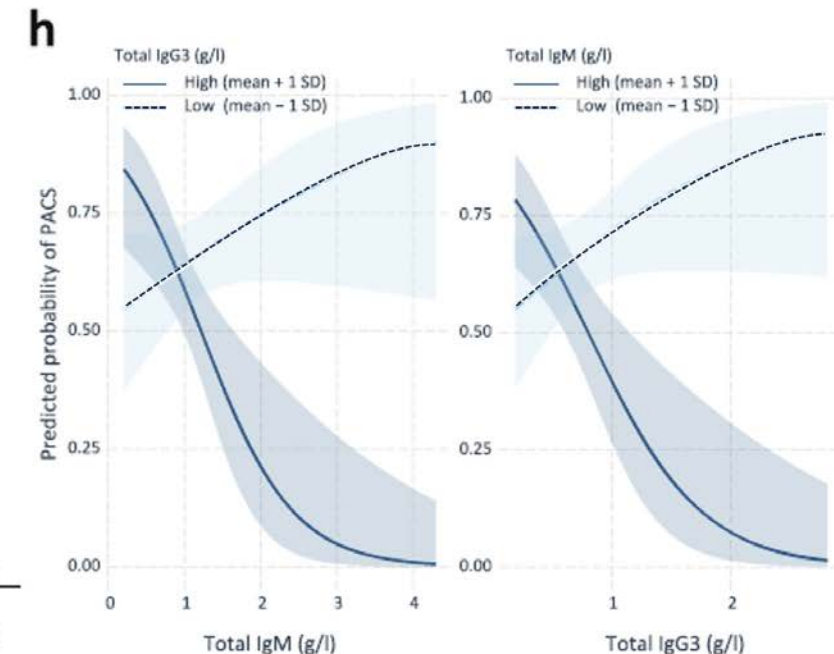 h
Total IgG3 (g/l)
High (mean + 1 SD)
Low (mean − 1 SD)
Predicted probability of PACS
1.00
0.75
0.50
0.25
0.00
0 1 2 3 4
Total IgM (g/l)
Total IgM (g/l)
High (mean + 1 SD)
Low (mean − 1 SD)
1.00
0.75
0.50
0.25
0.00
1 2
Total IgG3 (g/l)